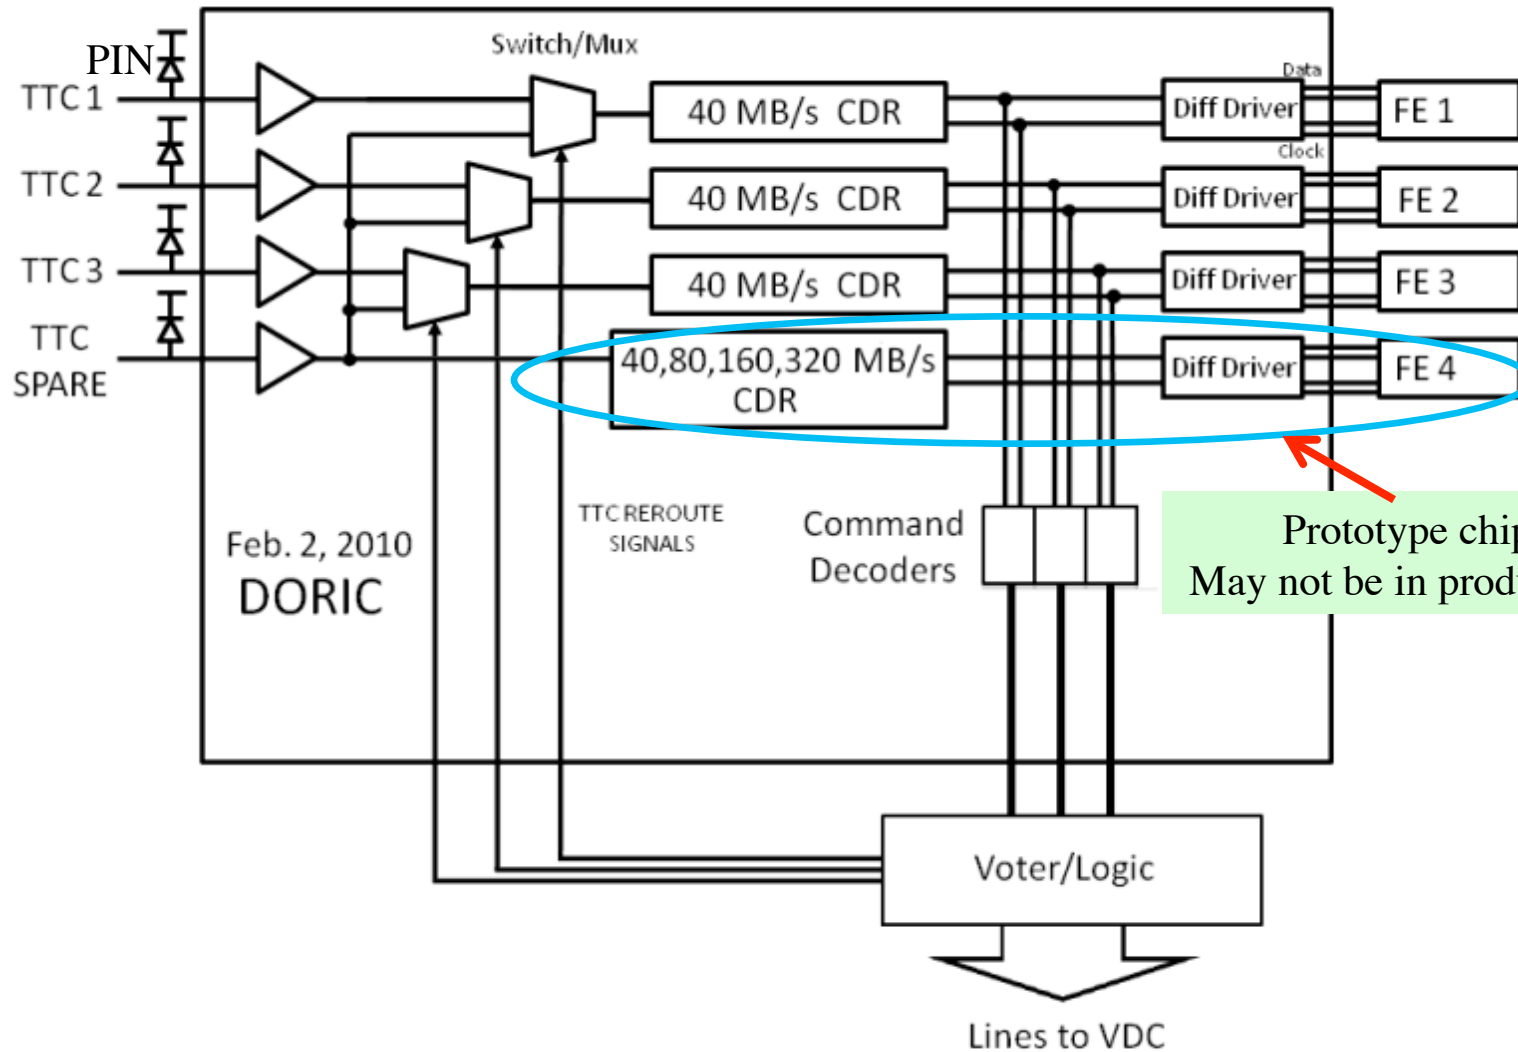 PIN
Switch/Mux
TTC 1
40 MB/s CDR
Data
Diff Driver
FE 1
Clock
TTC 2
40 MB/s CDR
Diff Driver
FE 2
TTC 3
40 MB/s CDR
Diff Driver
FE 3
TTC
SPARE
40,80,160,320 MB/s
CDR
Diff Driver
FE 4
Feb. 2, 2010
DORIC
TTC REROUTE
SIGNALS
Command
Decoders
Prototype chip
May not be in prod
Voter/Logic
Lines to VDC